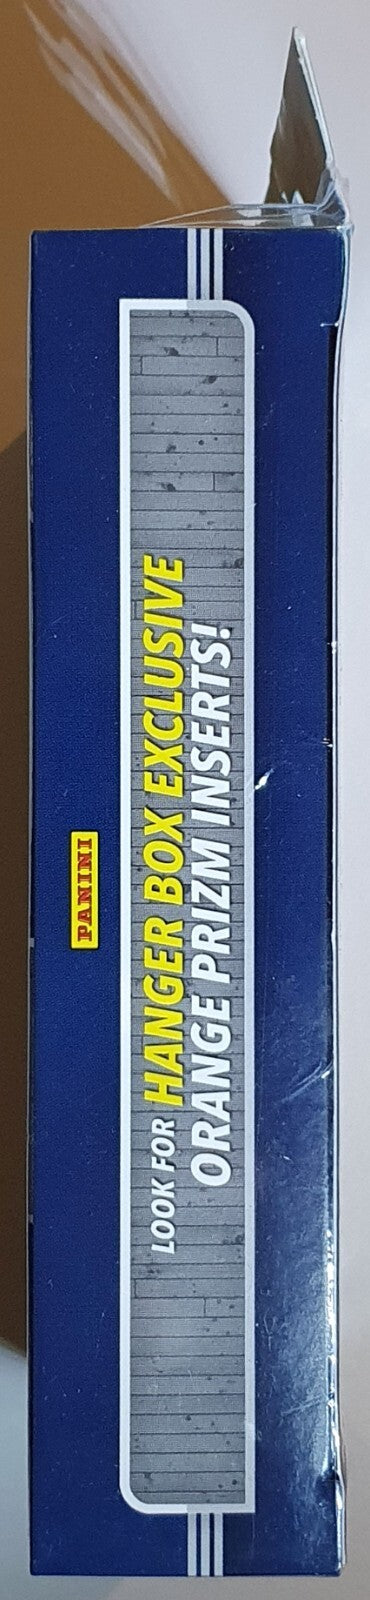 PANINI
LOOK FOR HANGER BOX EXCLUSIVE
ORANGE PRIZM INSERTS!